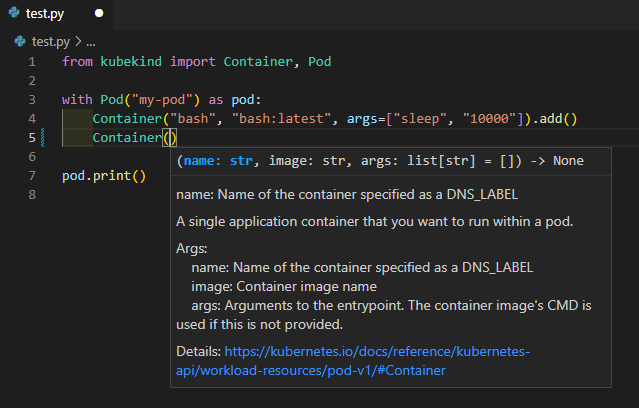 test.py
test.py > ...
1 from kubekind import Container, Pod
2
3 with Pod("my-pod") as pod:
4 Container("bash", "bash:latest", args=["sleep", "10000"]).add()
5 Container()
6
7 pod.print()
8
(name: str, image: str, args: list[str] = []) -> None
name: Name of the container specified as a DNS_LABEL
A single application container that you want to run within a pod.
Args:
name: Name of the container specified as a DNS_LABEL
image: Container image name
args: Arguments to the entrypoint. The container image's CMD is
used if this is not provided.
Details: https://kubernetes.io/docs/reference/kubernetes-
api/workload-resources/pod-v1/#Container